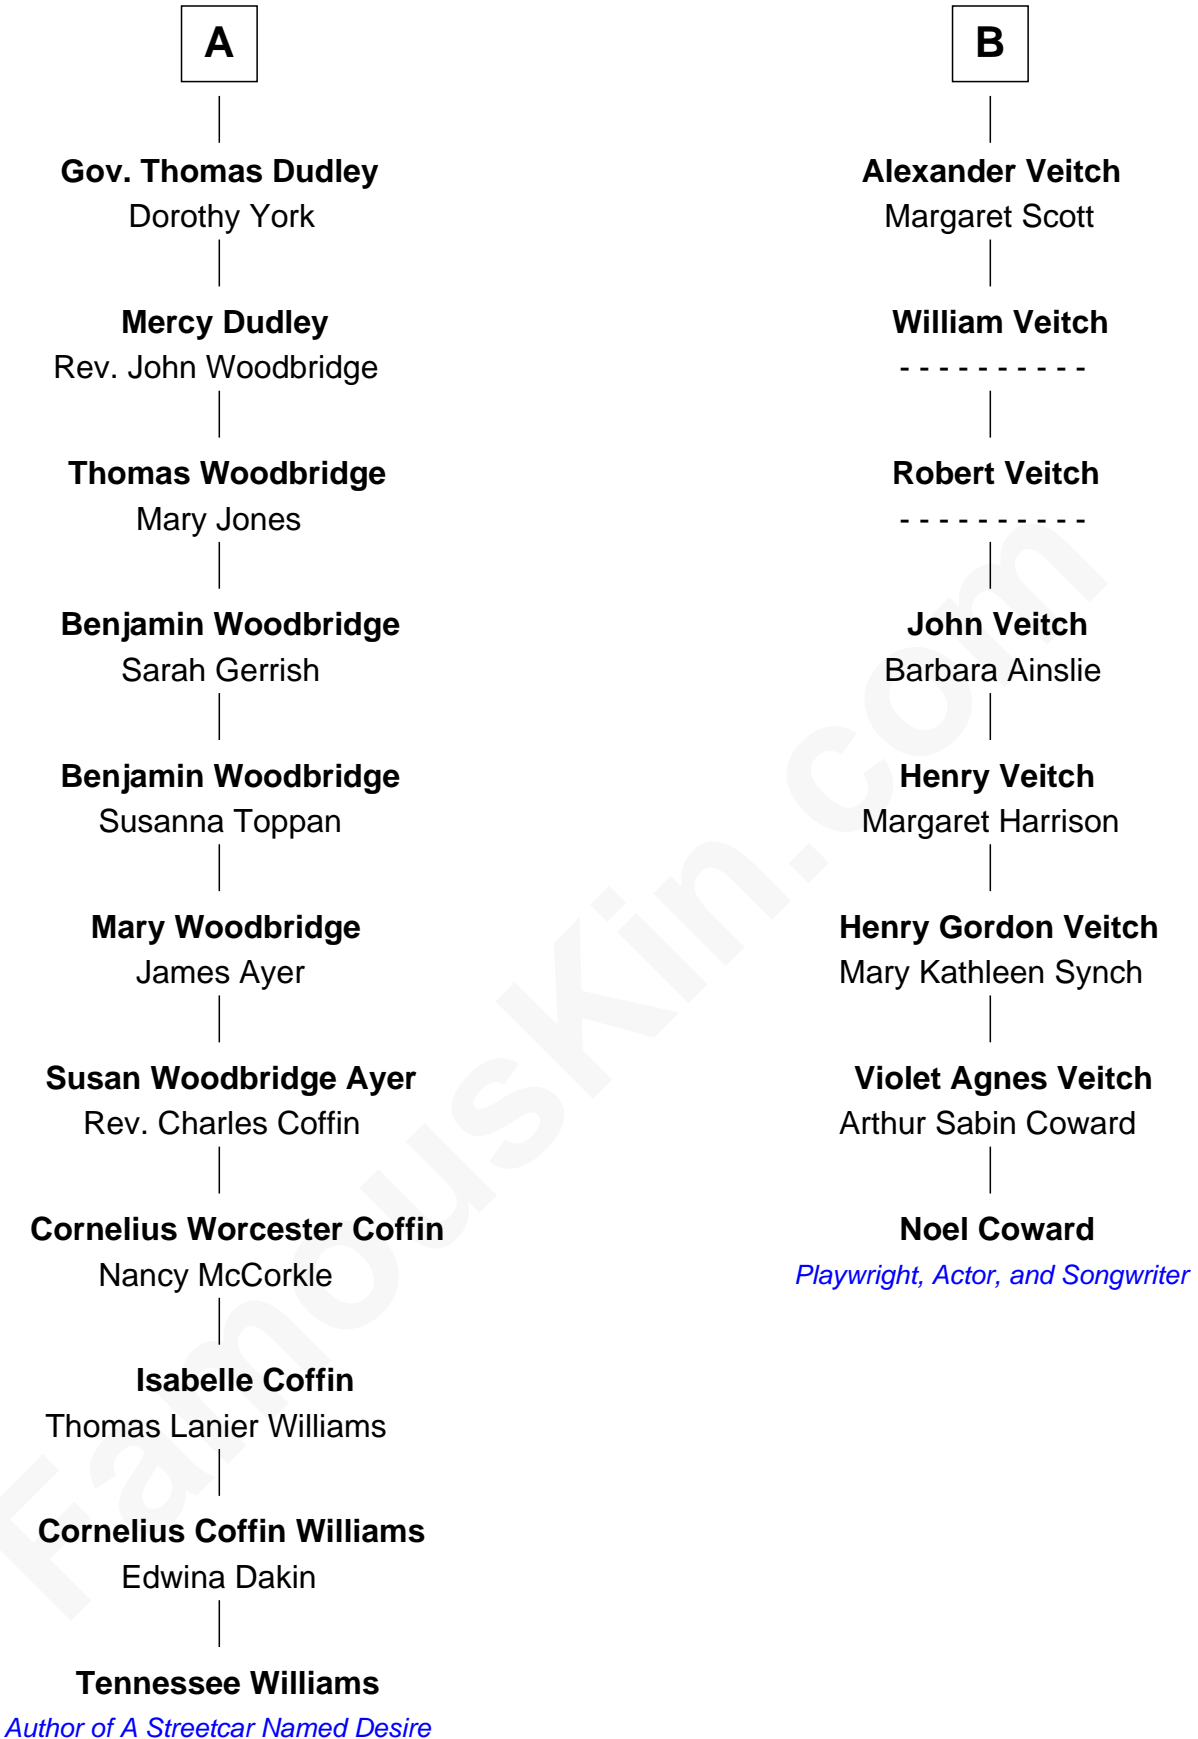 A
Gov. Thomas Dudley
Dorothy York
Mercy Dudley
Rev. John Woodbridge
Thomas Woodbridge
Mary Jones
Benjamin Woodbridge
Sarah Gerrish
Benjamin Woodbridge
Susanna Toppan
Mary Woodbridge
James Ayer
Susan Woodbridge Ayer
Rev. Charles Coffin
Cornelius Worcester Coffin
Nancy McCorkle
Isabelle Coffin
Thomas Lanier Williams
Cornelius Coffin Williams
Edwina Dakin
Tennessee Williams
Author of A Streetcar Named Desire
B
Alexander Veitch
Margaret Scott
William Veitch
- - - - - - - - - -
Robert Veitch
- - - - - - - - - -
John Veitch
Barbara Ainslie
Henry Veitch
Margaret Harrison
Henry Gordon Veitch
Mary Kathleen Synch
Violet Agnes Veitch
Arthur Sabin Coward
Noel Coward
Playwright, Actor, and Songwriter
FamousKin.com